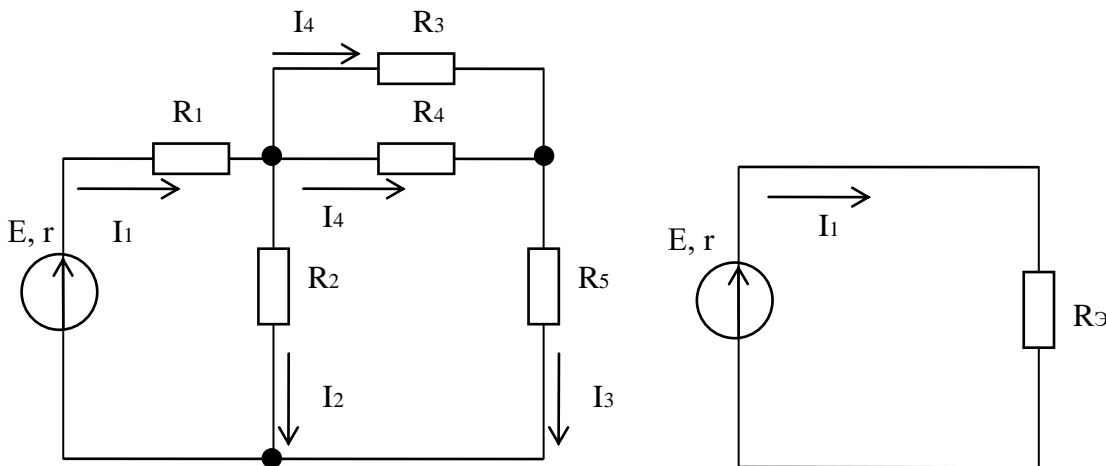 I4 R3
R1 R4
I1 I4
E, r
R2 R5
I2 I3
I1
E, r
RЭ